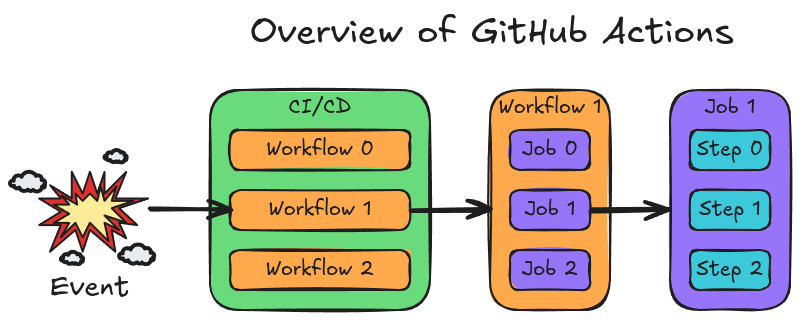 Overview of GitHub Actions
CI/CD
Workflow 0
Workflow 1
Workflow 2
Workflow 1
Job 0
Job 1
Job 2
Job 1
Step 0
Step 1
Step 2
Event